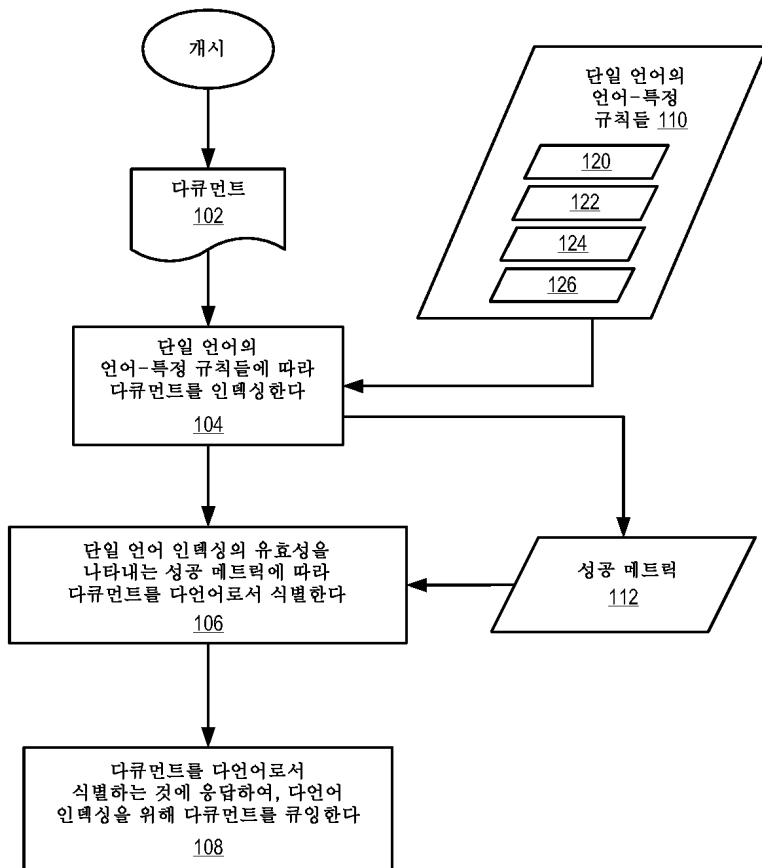 개시
다큐먼트
102
단일 언어의
언어-특정
규칙들 110
120
122
124
126
단일 언어의
언어-특정 규칙들에 따라
다큐먼트를 인덱싱한다
104
단일 언어 인덱싱의 유효성을
나타내는 성공 메트릭에 따라
다큐먼트를 다언어로서 식별한다
106
성공 메트릭
112
다큐먼트를 다언어로서
식별하는 것에 응답하여, 다언어
인덱싱을 위해 다큐먼트를 큐잉한다
108